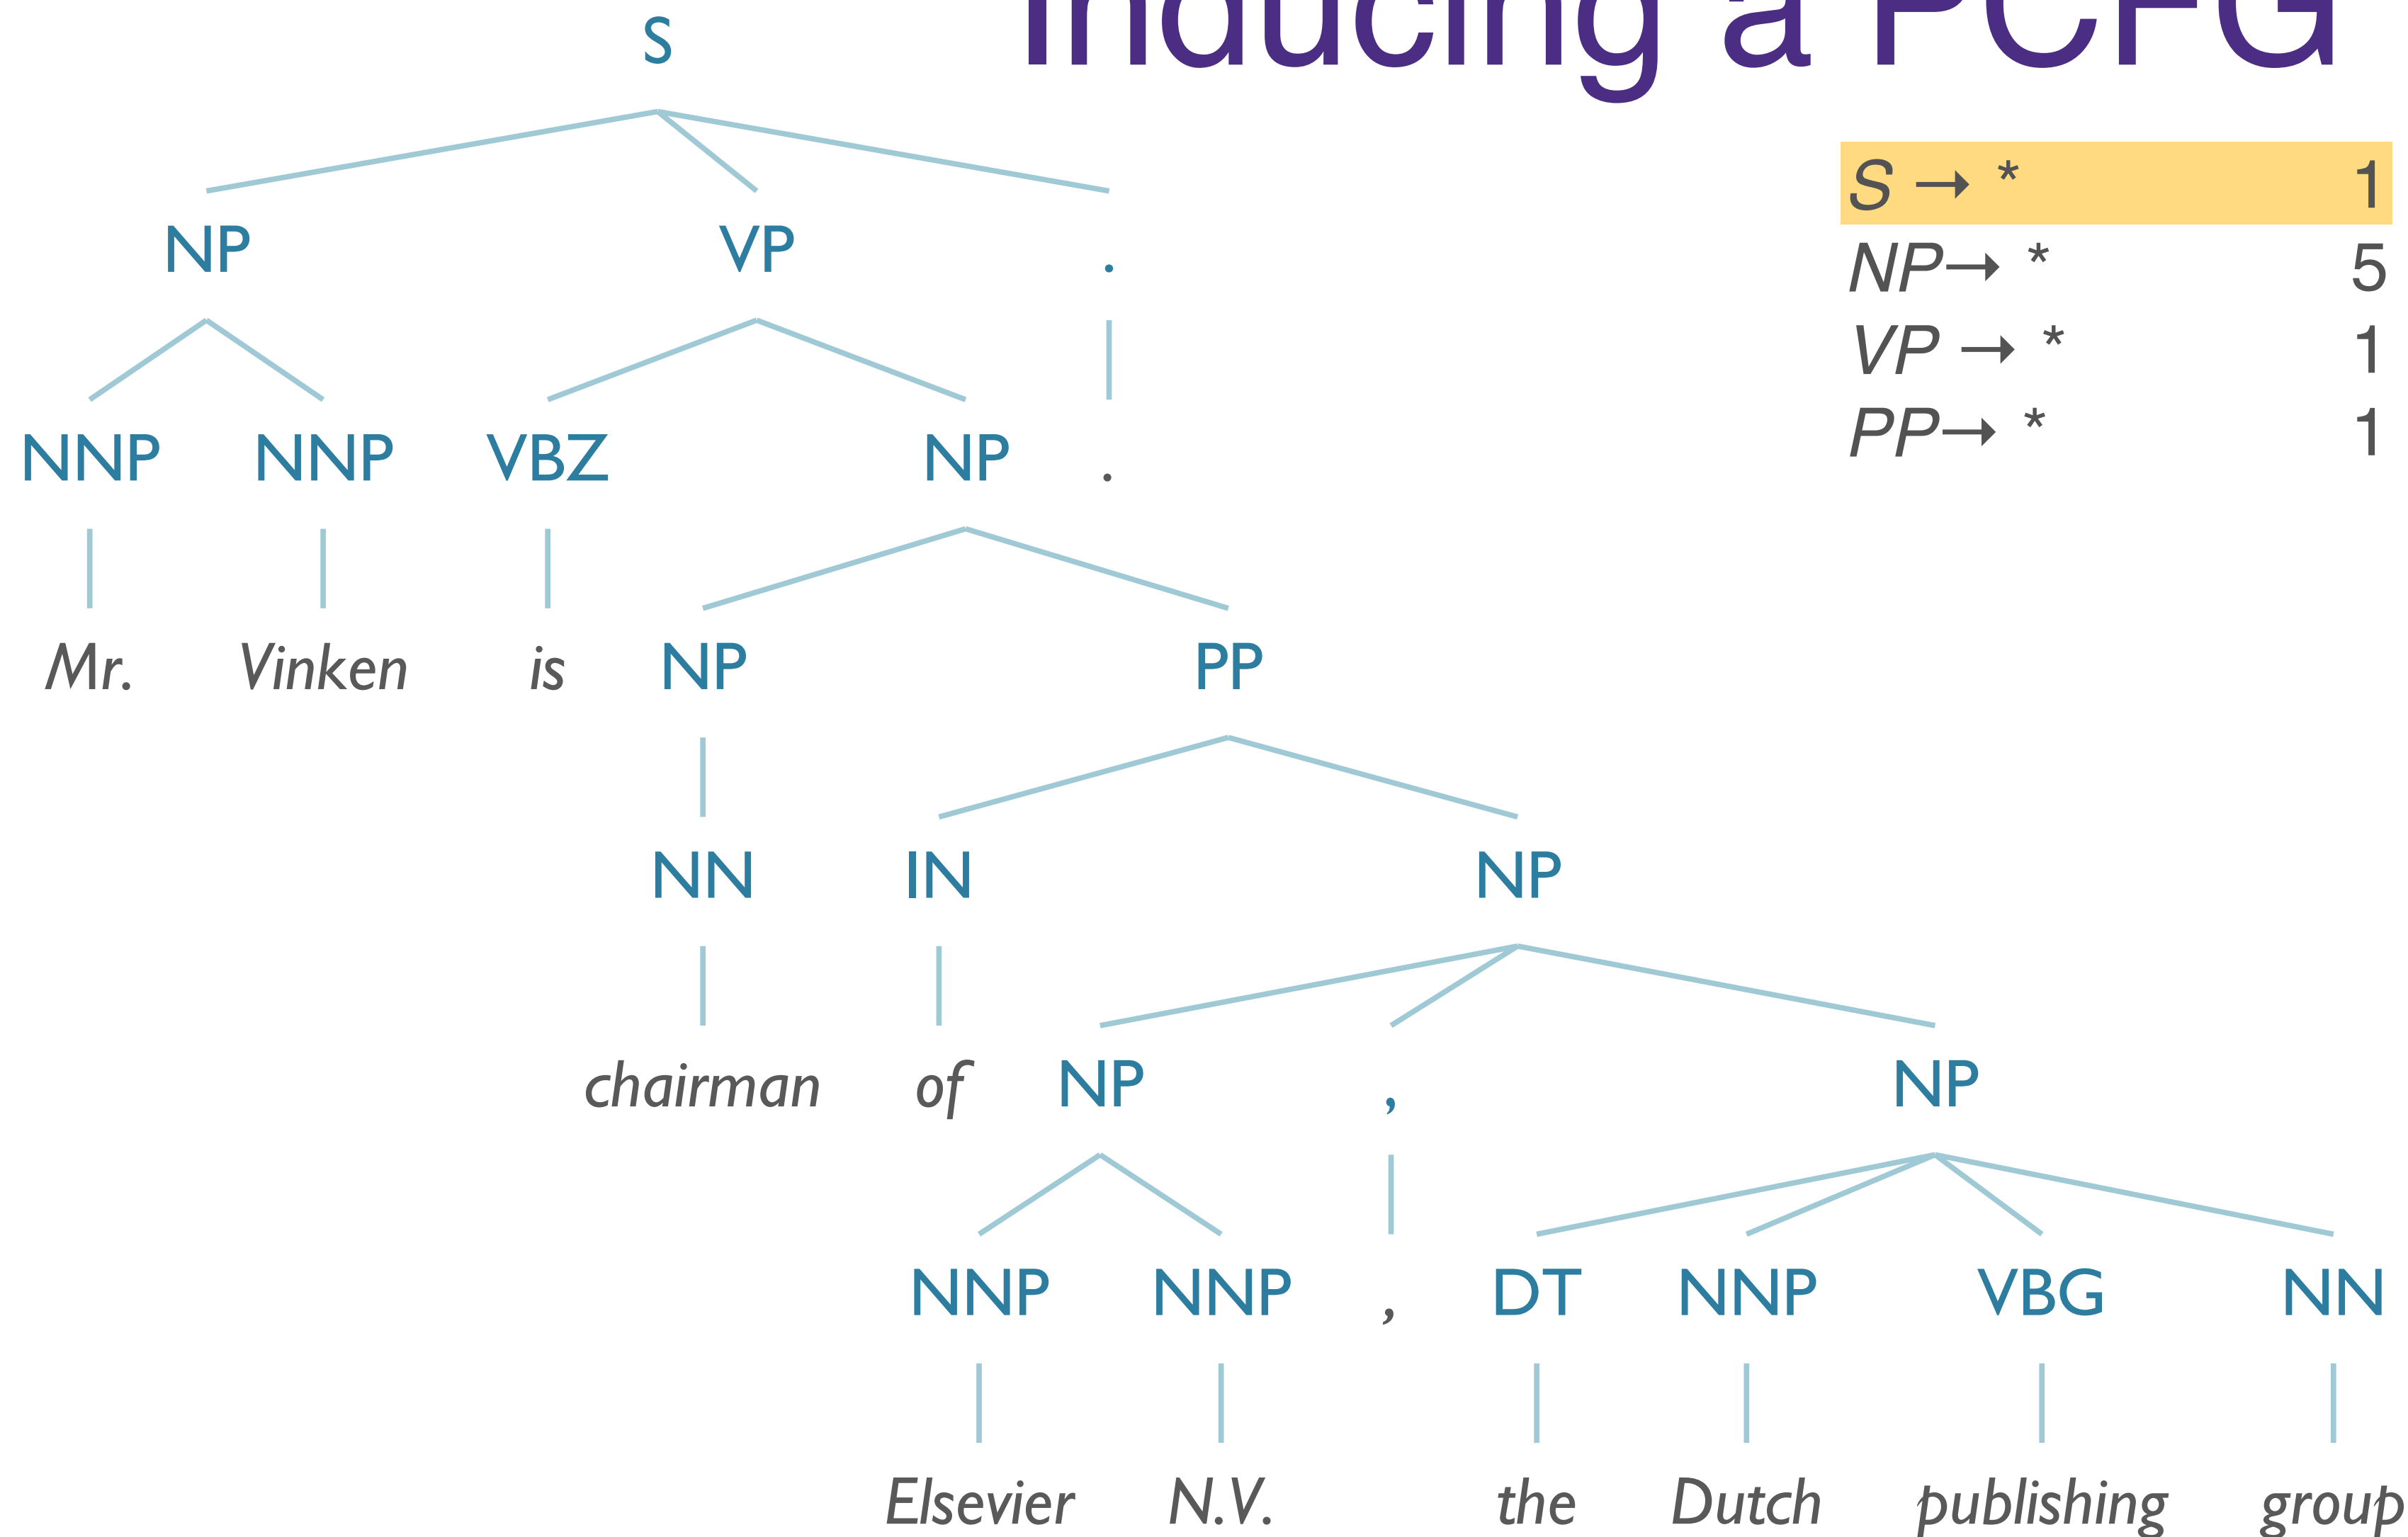 Inducing a PCFG
S
S → * 1
NP VP .
NP→ * 5
VP → * 1
PP→ * 1
NNP NNP VBZ NP .
Mr. Vinken is NP PP
NN IN NP
chairman of NP , NP
NNP NNP , DT NNP VBG NN
Elsevier N.V. the Dutch publishing group